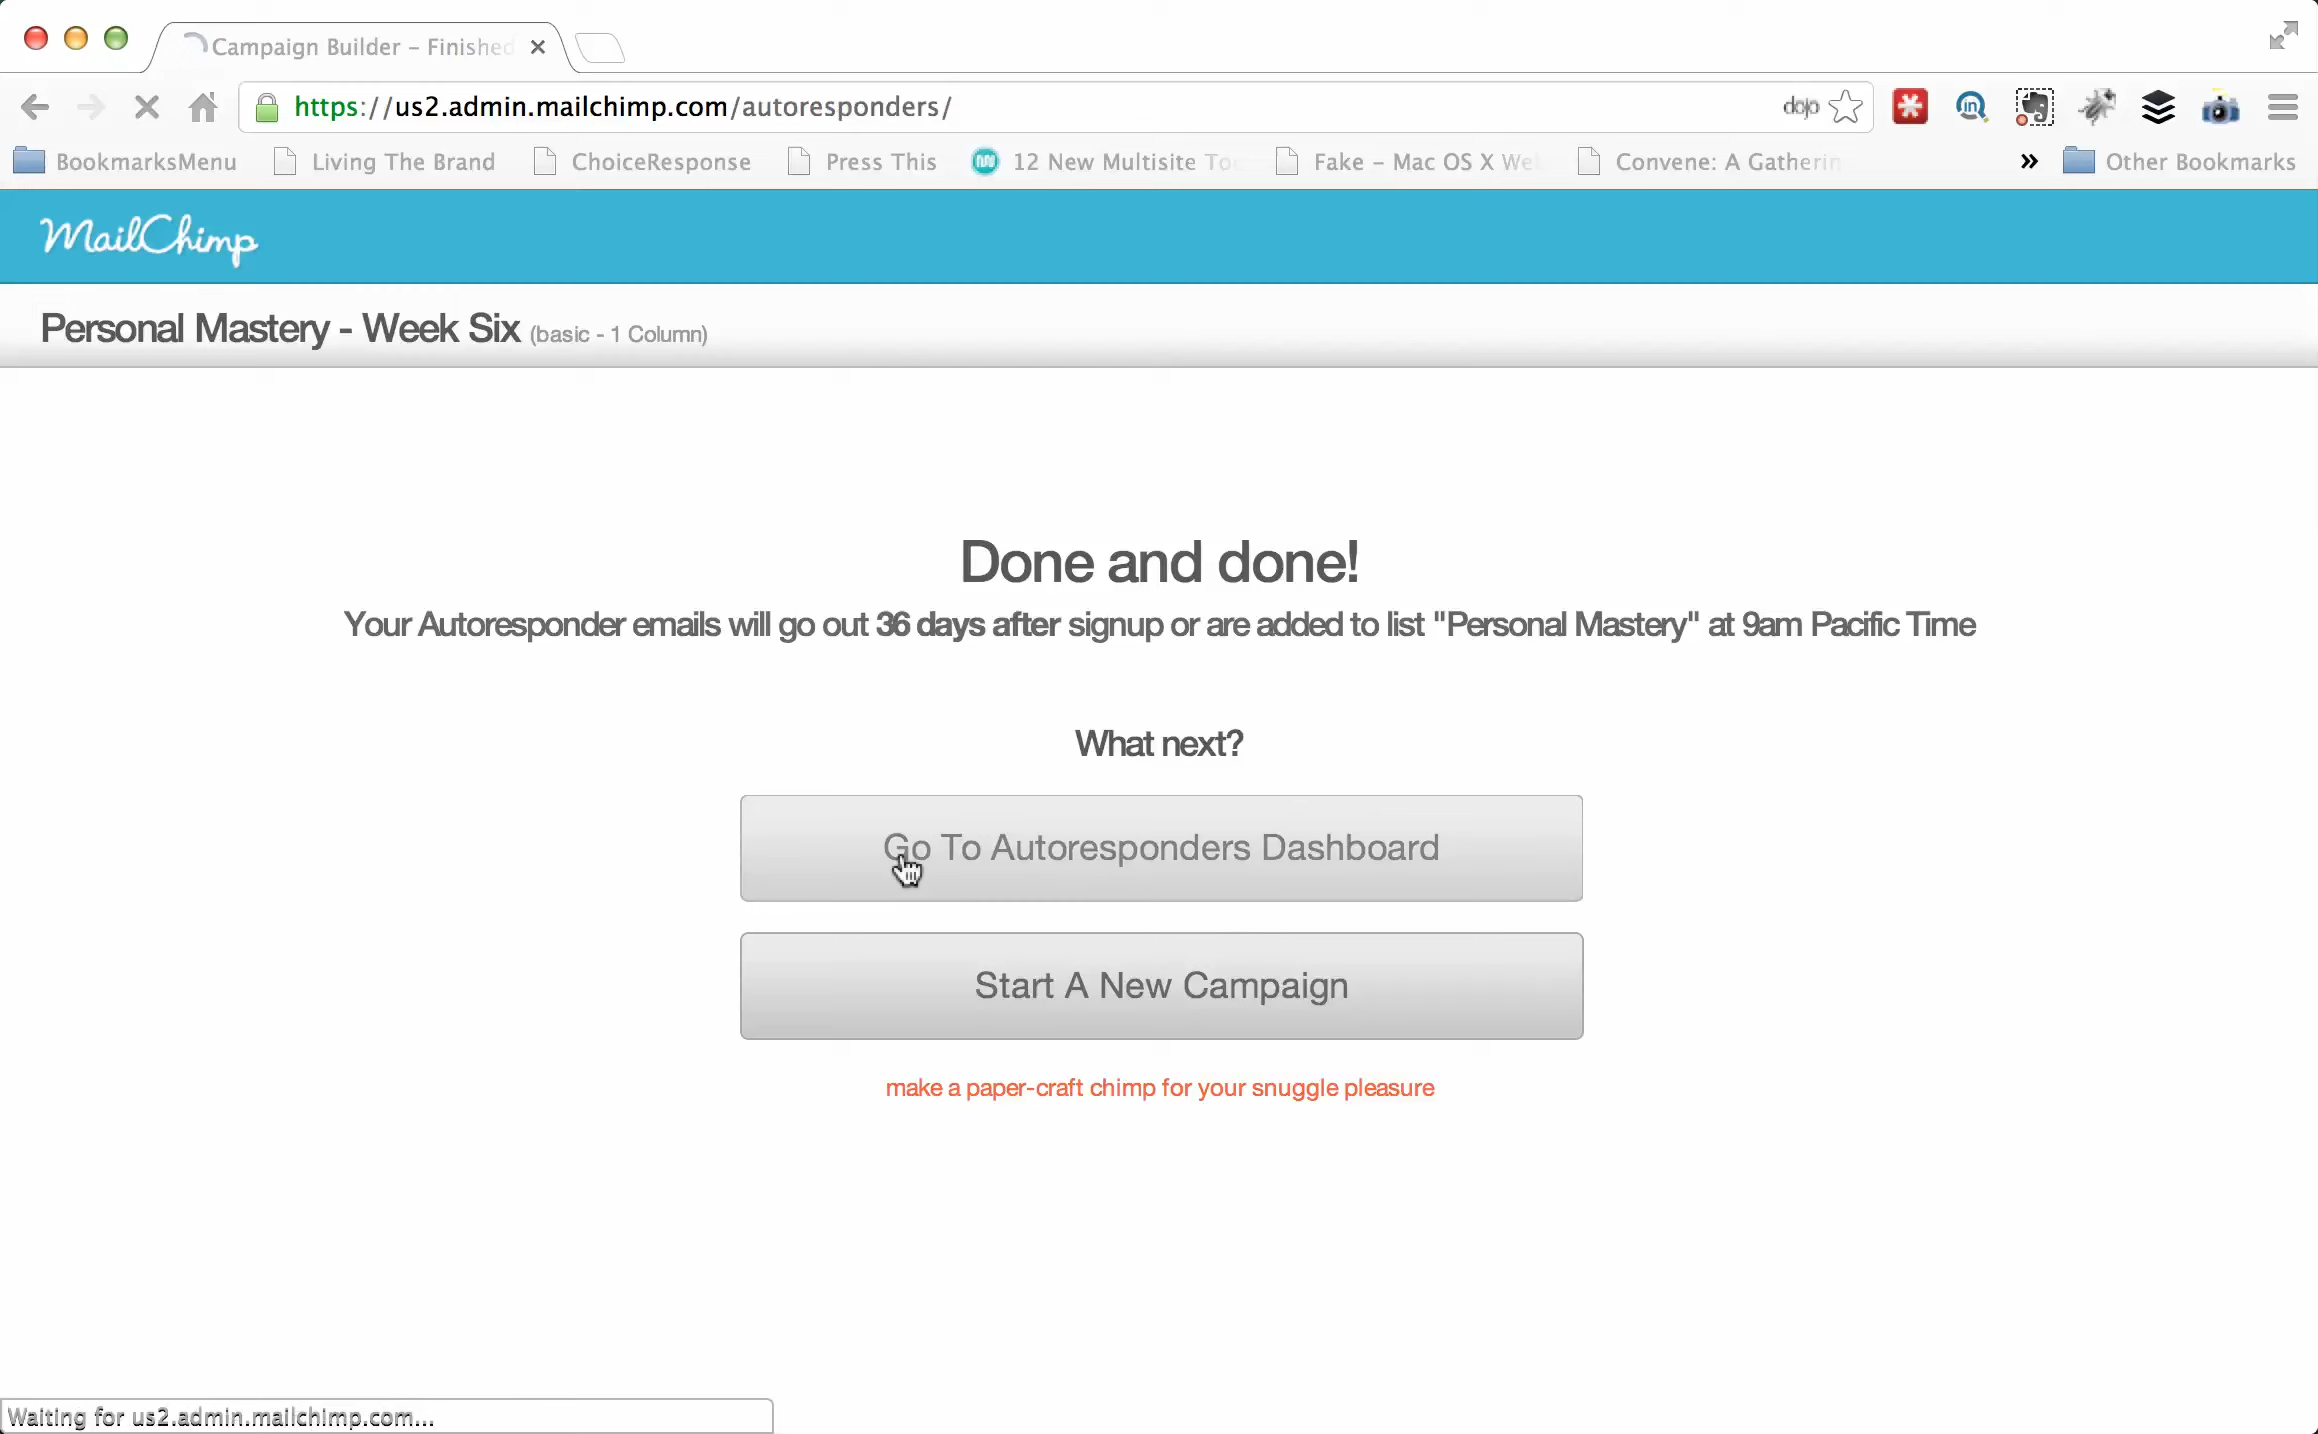 Campaign Builder – Finished
https://us2.admin.mailchimp.com/autoresponders/
dojo
BookmarksMenu
Living The Brand
ChoiceResponse
Press This
12 New Multisite To
Fake – Mac OS X We
Convene: A Gatherin
»
Other Bookmarks
MailChimp
Personal Mastery - Week Six (basic - 1 Column)
Done and done!
Your Autoresponder emails will go out 36 days after signup or are added to list "Personal Mastery" at 9am Pacific Time
What next?
Go To Autoresponders Dashboard
Start A New Campaign
make a paper-craft chimp for your snuggle pleasure
Waiting for us2.admin.mailchimp.com...